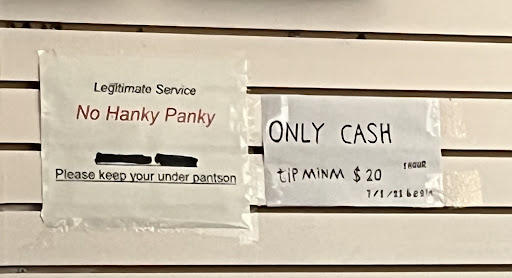 Legitimate Service
No Hanky Panky
Please keep your under pantson
ONLY CASH
tiP MINM $ 20 1 HOUR
7/1/21